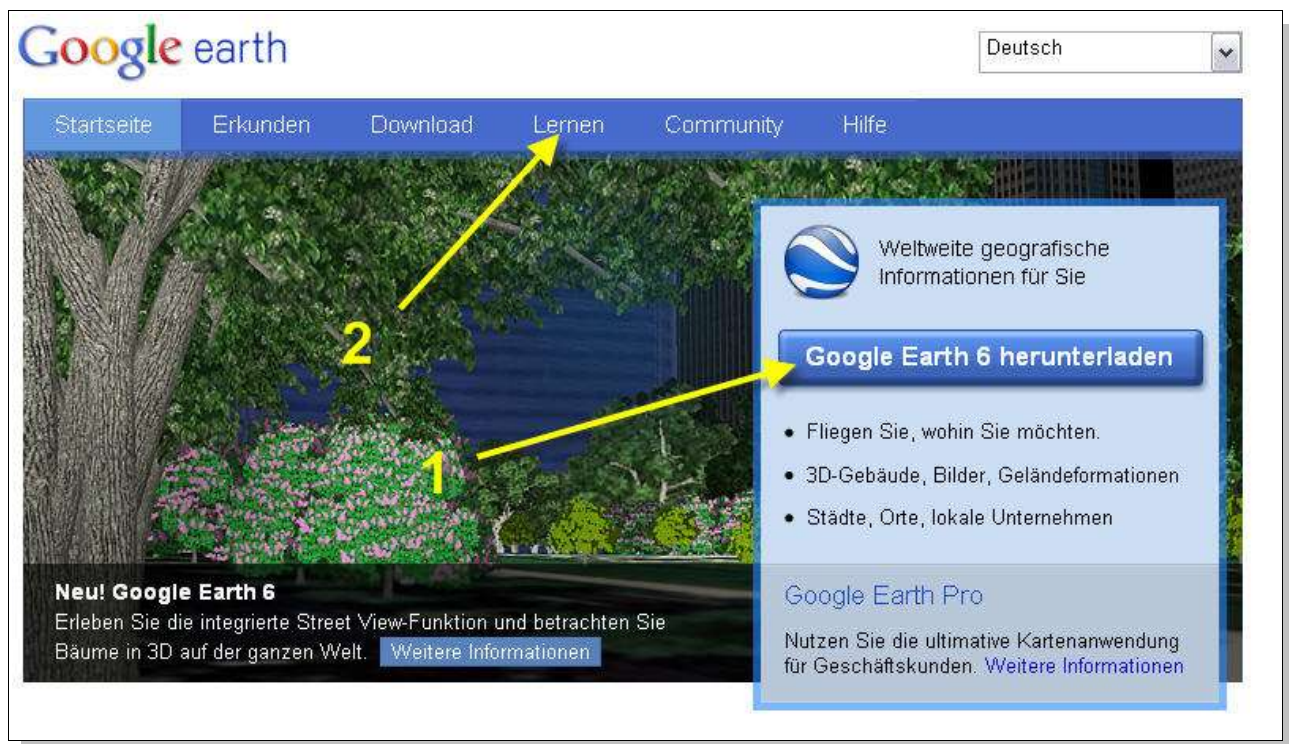 Google earth
Deutsch
Startseite Erkunden Download Lernen Community Hilfe
Weltweite geografische
Informationen für Sie
2
Google Earth 6 herunterladen
1
• Fliegen Sie, wohin Sie möchten.
• 3D-Gebäude, Bilder, Geländeformationen
• Städte, Orte, lokale Unternehmen
Neu! Google Earth 6
Erleben Sie die integrierte Street View-Funktion und betrachten Sie
Bäume in 3D auf der ganzen Welt. Weitere Informationen
Google Earth Pro
Nutzen Sie die ultimative Kartenanwendung
für Geschäftskunden. Weitere Informationen